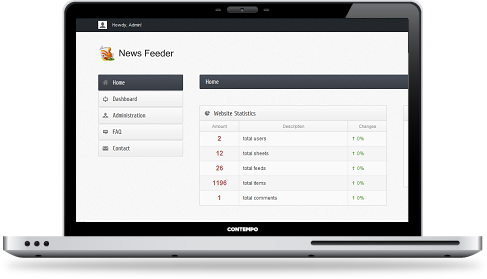 Howdy, Admin!
News Feeder
Home
Dashboard
Administration
FAQ
Contact
Home
Website Statistics
Amount Description Changes
2 total users ↑ 0%
12 total sheets ↑ 0%
26 total feeds ↑ 0%
1196 total items ↑ 0%
1 total comments ↑ 0%
CONTEMPO